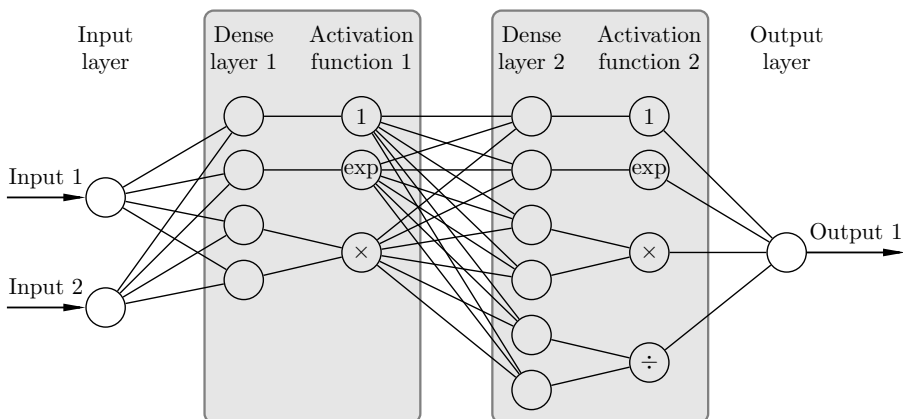 Input
layer
Dense
layer 1
Activation
function 1
Dense
layer 2
Activation
function 2
Output
layer
1
exp
×
1
exp
×
÷
Input 1
Input 2
Output 1